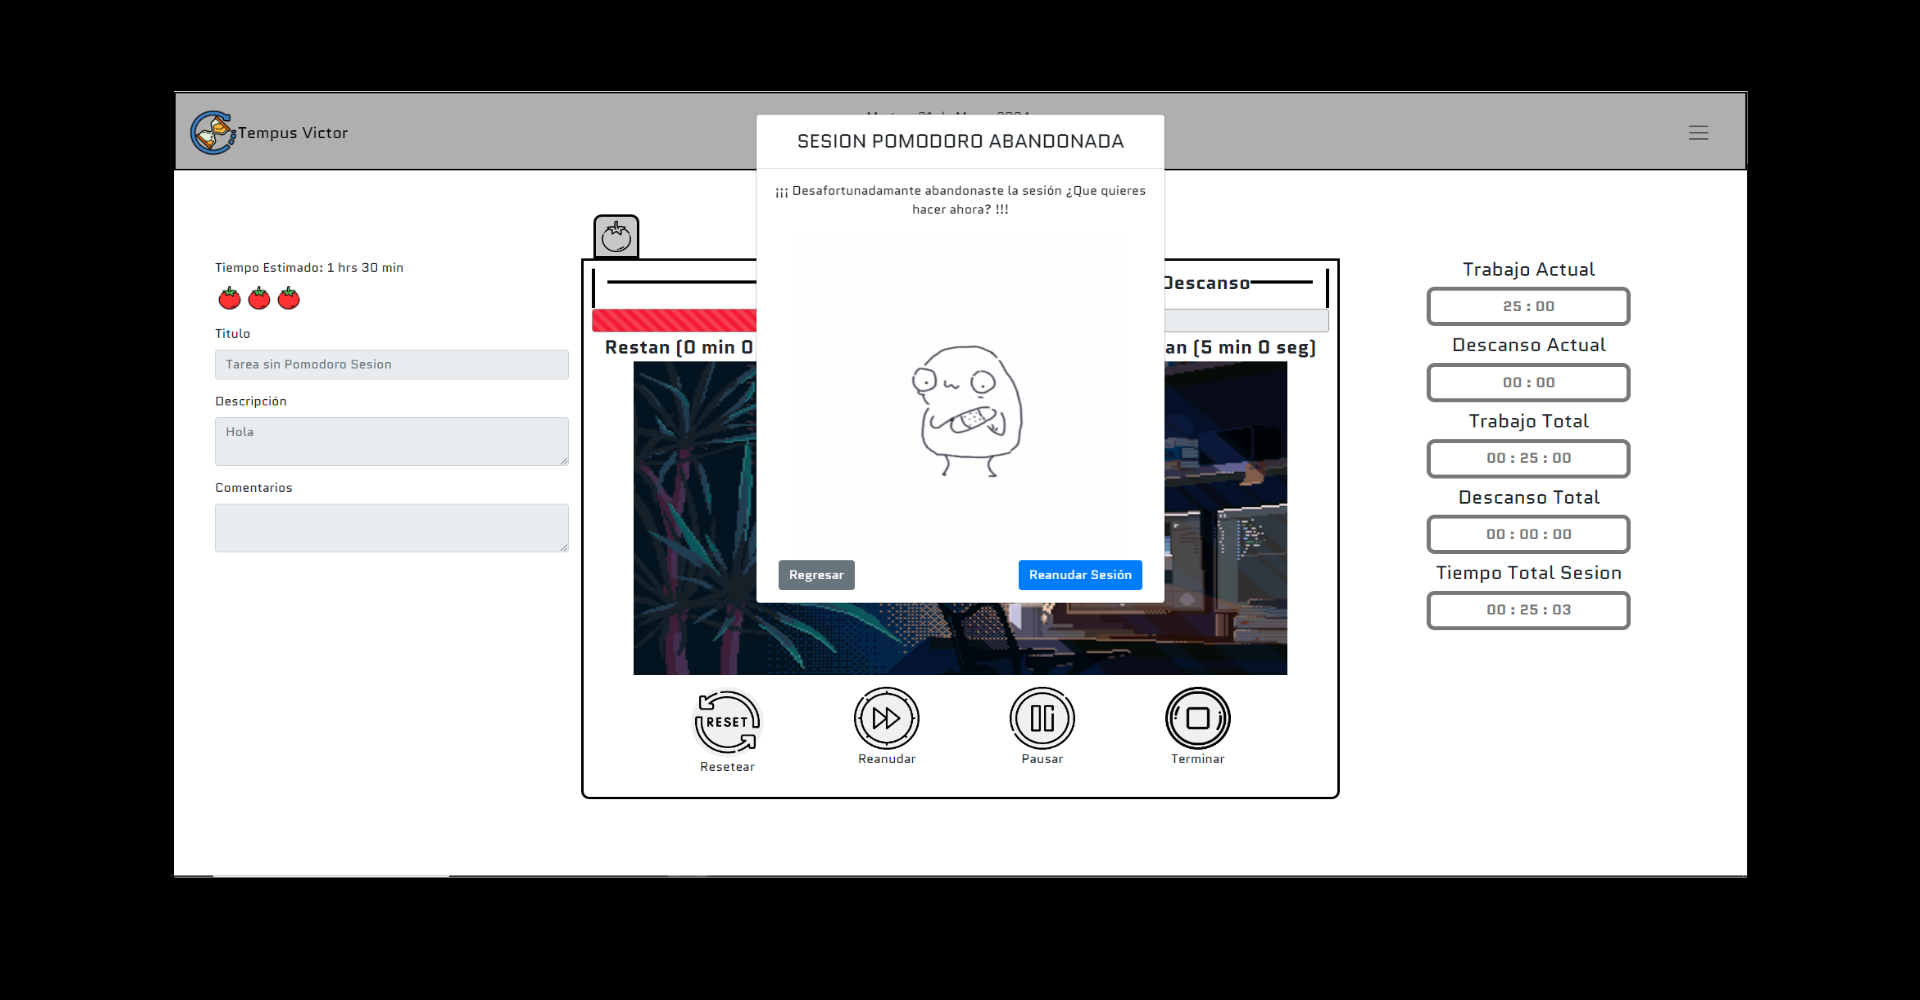 Tempus Victor
SESION POMODORO ABANDONADA
¡¡¡ Desafortunadamante abandonaste la sesión ¿Que quieres
hacer ahora? !!!
Regresar
Reanudar Sesión
Tiempo Estimado: 1 hrs 30 min
Titulo
Tarea sin Pomodoro Sesion
Descripción
Hola
Comentarios
Descanso
Restan (0 min 0
(5 min 0 seg)
RESET
Resetear
Reanudar
Pausar
Terminar
Trabajo Actual
25 : 00
Descanso Actual
00 : 00
Trabajo Total
00 : 25 : 00
Descanso Total
00 : 00 : 00
Tiempo Total Sesion
00 : 25 : 03